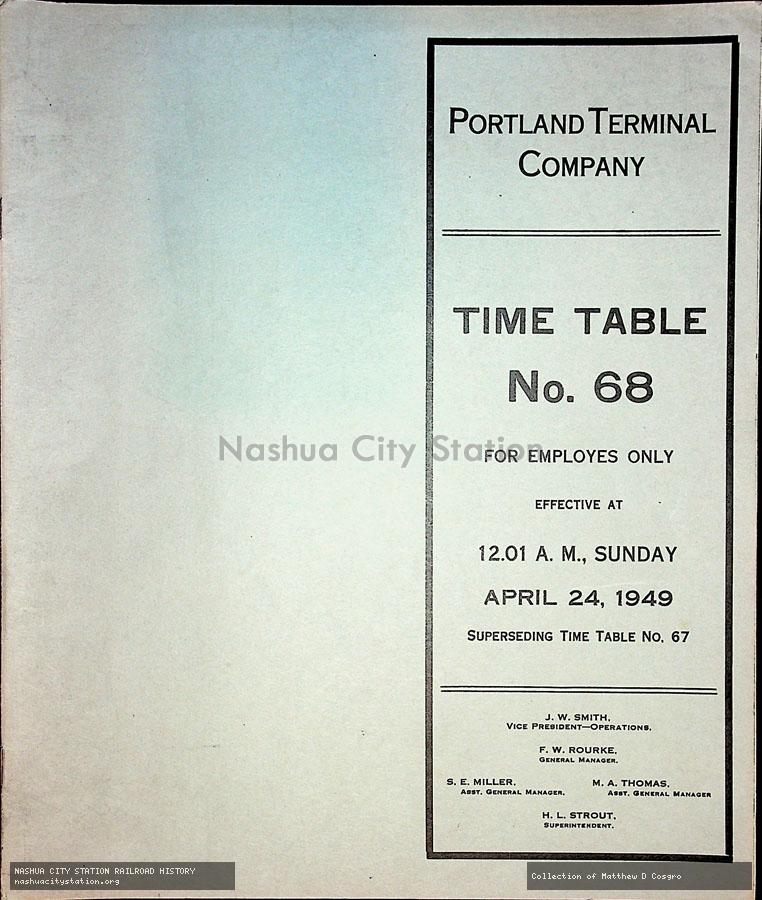 PORTLAND TERMINAL
COMPANY
TIME TABLE
No. 68
Nashua City Station
FOR EMPLOYES ONLY
EFFECTIVE AT
12.01 A. M., SUNDAY
APRIL 24, 1949
SUPERSEDING TIME TABLE NO. 67
J. W. SMITH,
VICE PRESIDENT—OPERATIONS.
F. W. ROURKE,
GENERAL MANAGER.
S. E. MILLER,
ASST. GENERAL MANAGER.
M. A. THOMAS,
ASST. GENERAL MANAGER
H. L. STROUT,
SUPERINTENDENT.
NASHUA CITY STATION RAILROAD HISTORY
nashuacitystation.org
Collection of Matthew D Cosgro